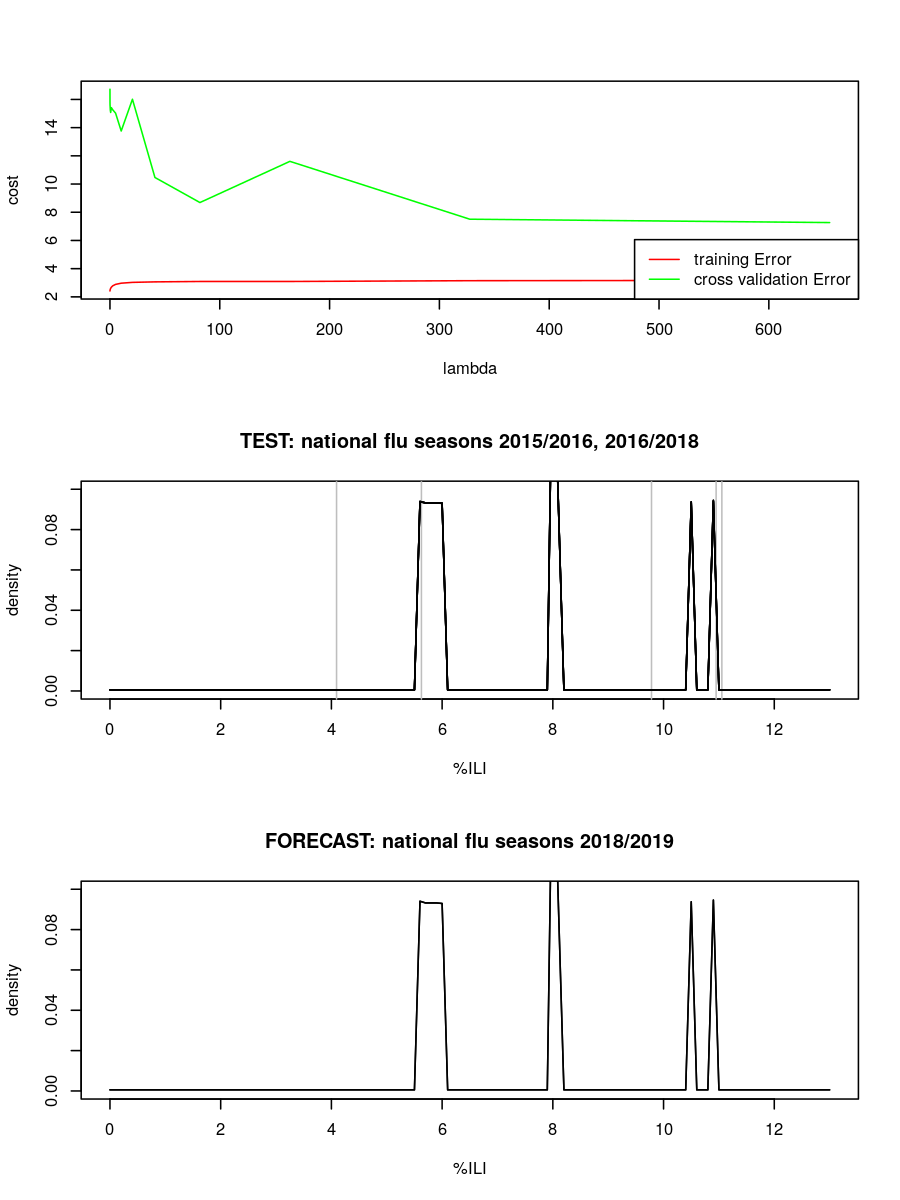 14
10
8
6
4
2
cost
training Error
cross validation Error
0 100 200 300 400 500 600
lambda
TEST: national flu seasons 2015/2016, 2016/2018
0.08
0.04
0.00
density
0 2 4 6 8 10 12
%ILI
FORECAST: national flu seasons 2018/2019
0.08
0.04
0.00
density
0 2 4 6 8 10 12
%ILI